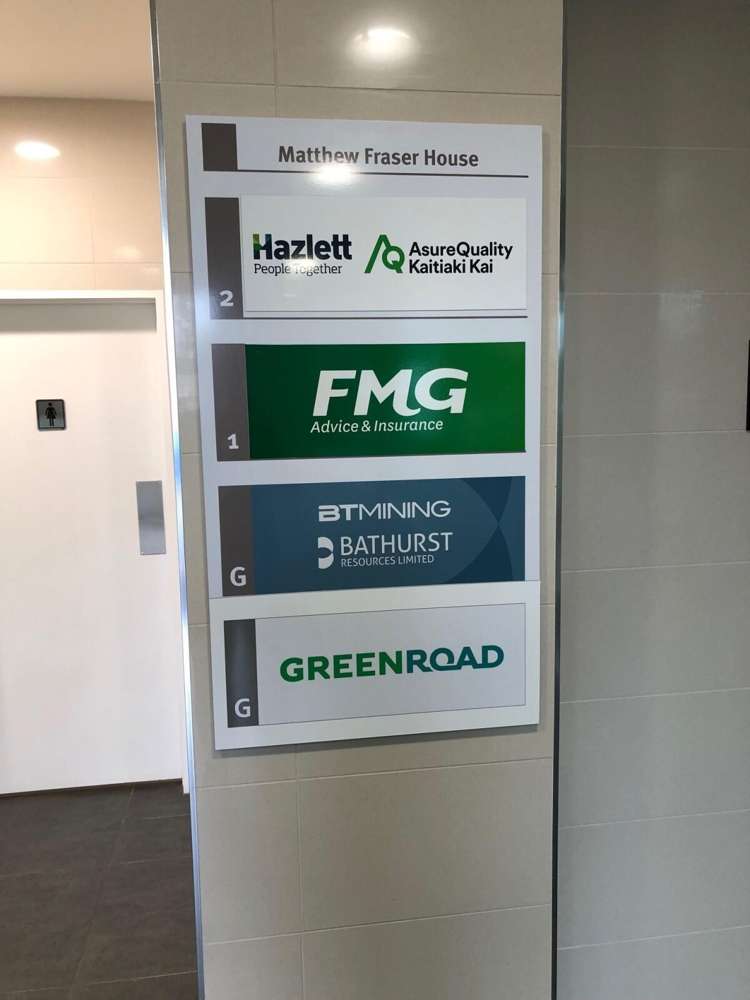 Matthew Fraser House
2
Hazlett
People Together
AsureQuality
Kaitiaki Kai
1
FMG
Advice & Insurance
G
BTMINING
BATHURST
RESOURCES LIMITED
G
GREENROAD